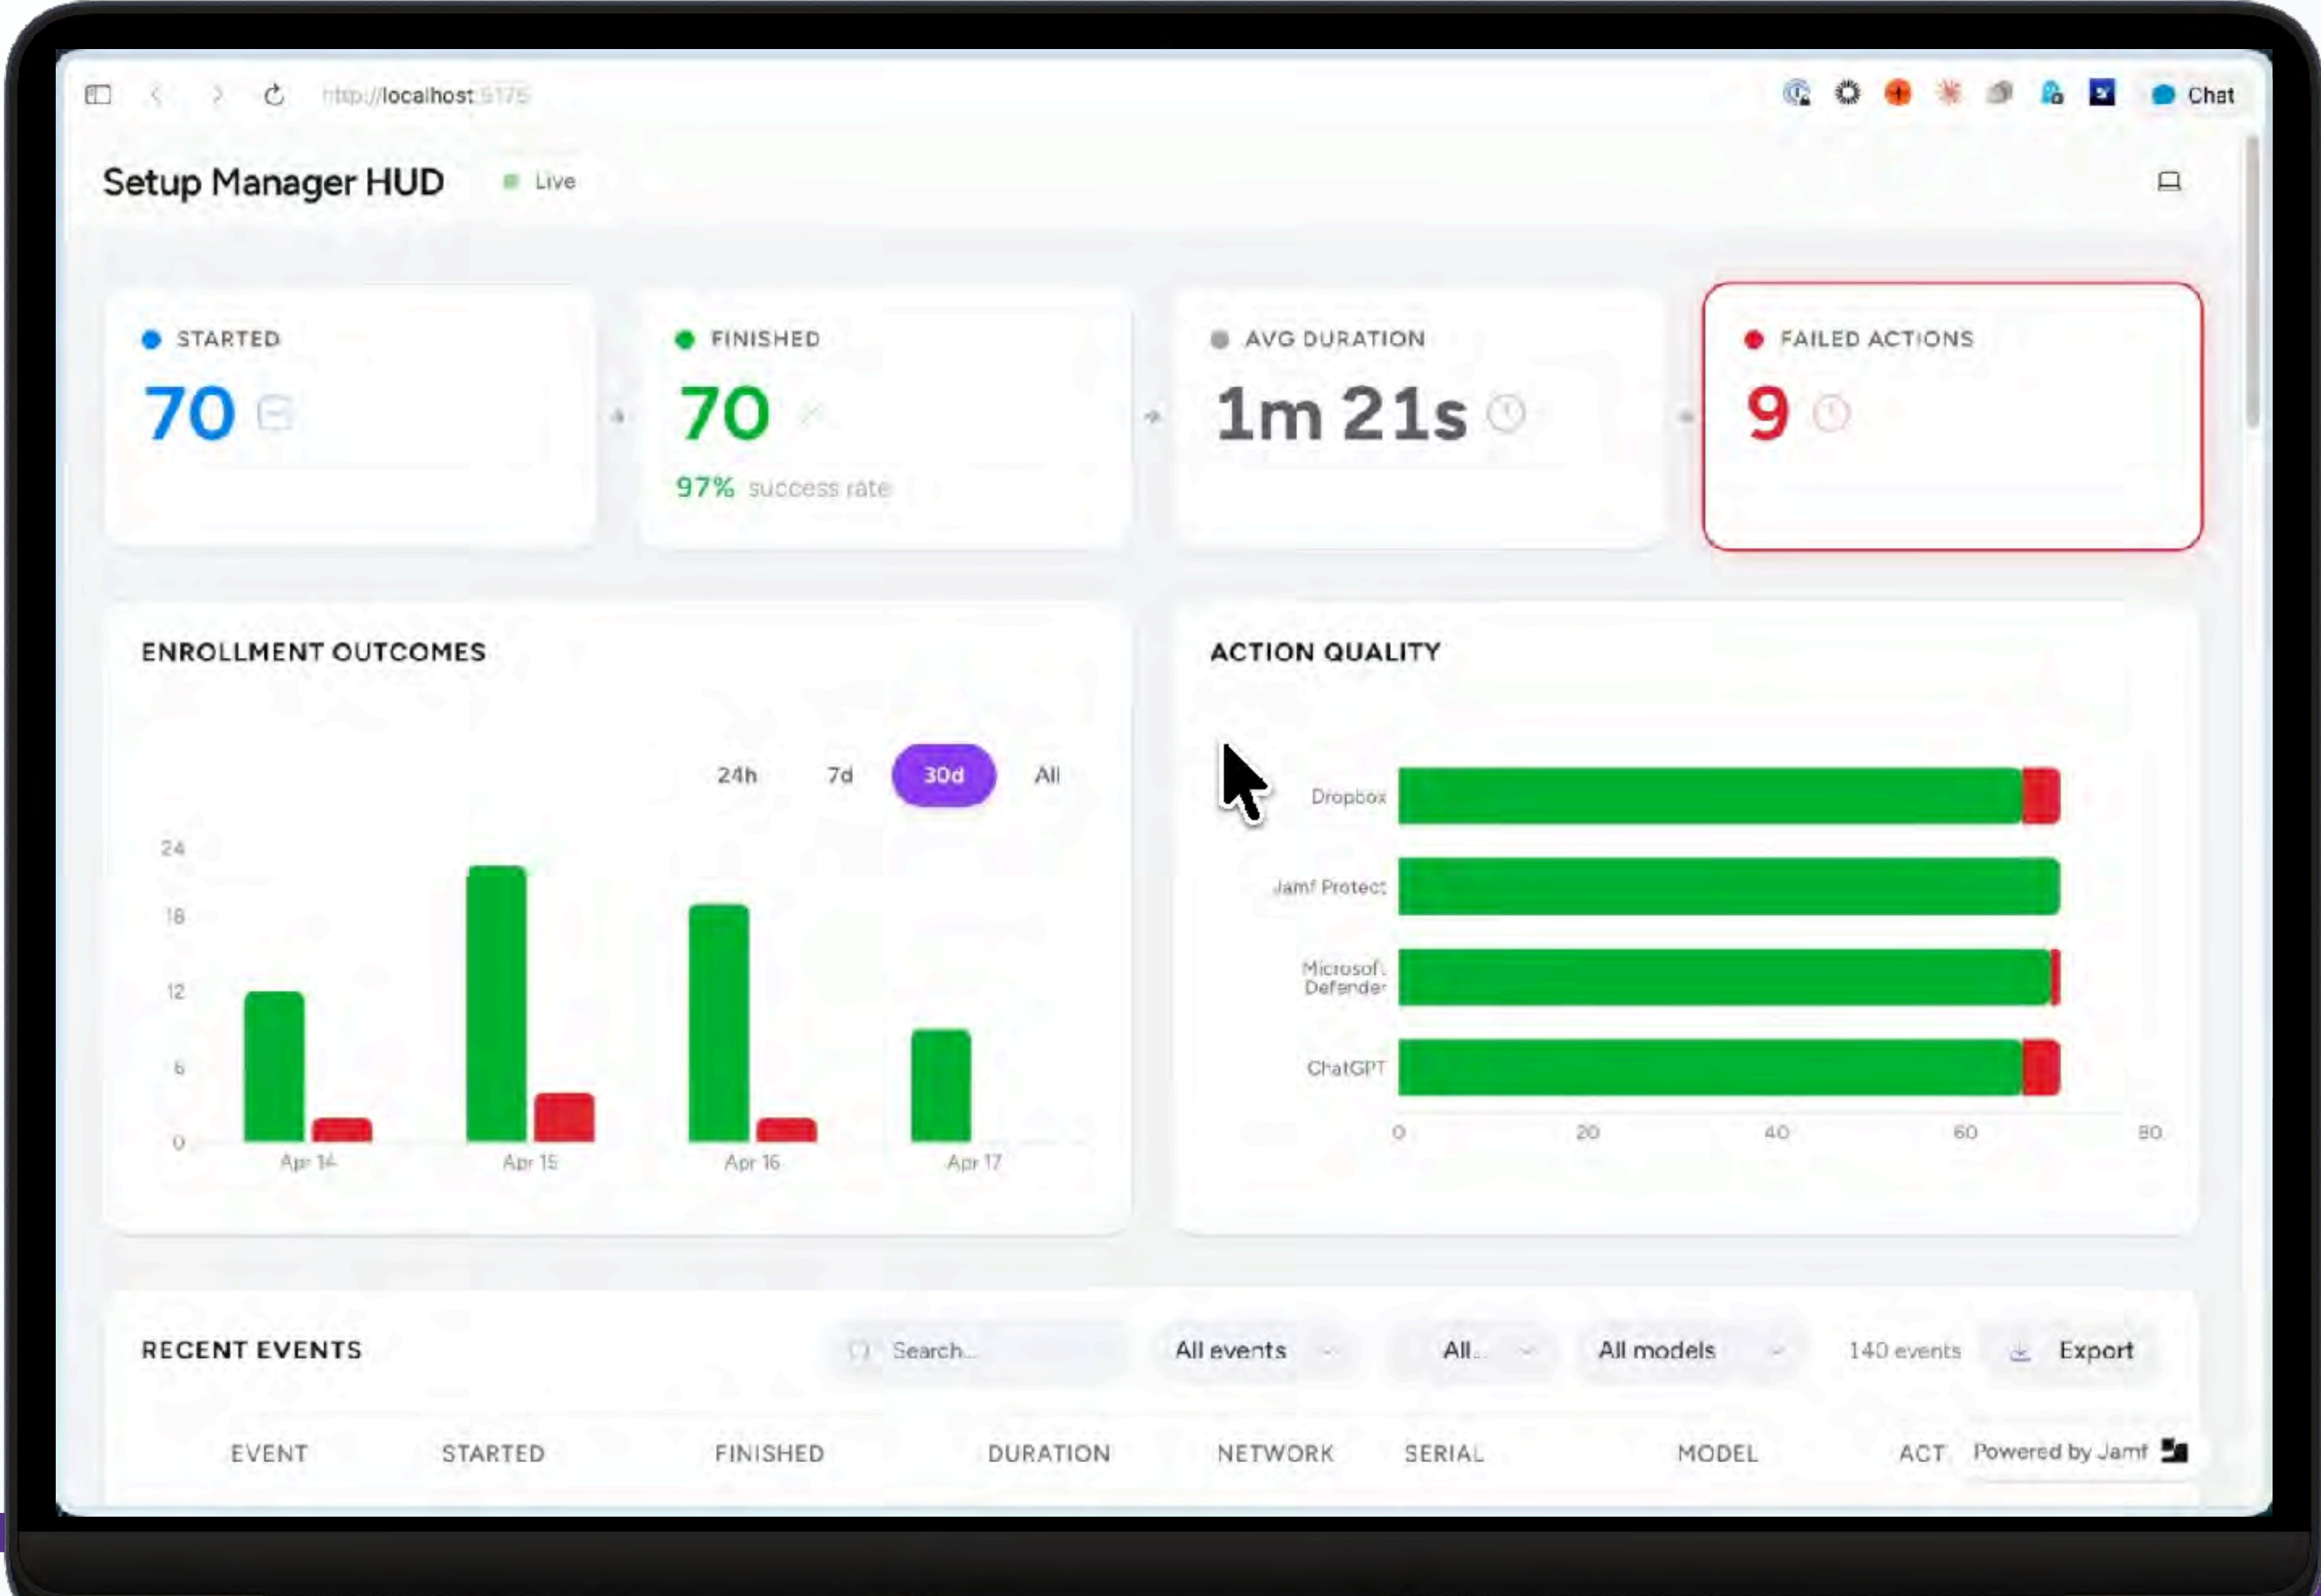 http://localhost:5175
Chat
Setup Manager HUD
Live
STARTED
70
FINISHED
70
97% success rate
AVG DURATION
1m 21s
FAILED ACTIONS
9
ENROLLMENT OUTCOMES
24h 7d 30d All
24
18
12
6
0
Apr 14 Apr 15 Apr 16 Apr 17
ACTION QUALITY
Dropbox
Jamf Protect
Microsoft
Defender
ChatGPT
0 20 40 60 80
RECENT EVENTS
Search...
All events
All...
All models
140 events
Export
EVENT STARTED FINISHED DURATION NETWORK SERIAL MODEL ACT
Powered by Jamf